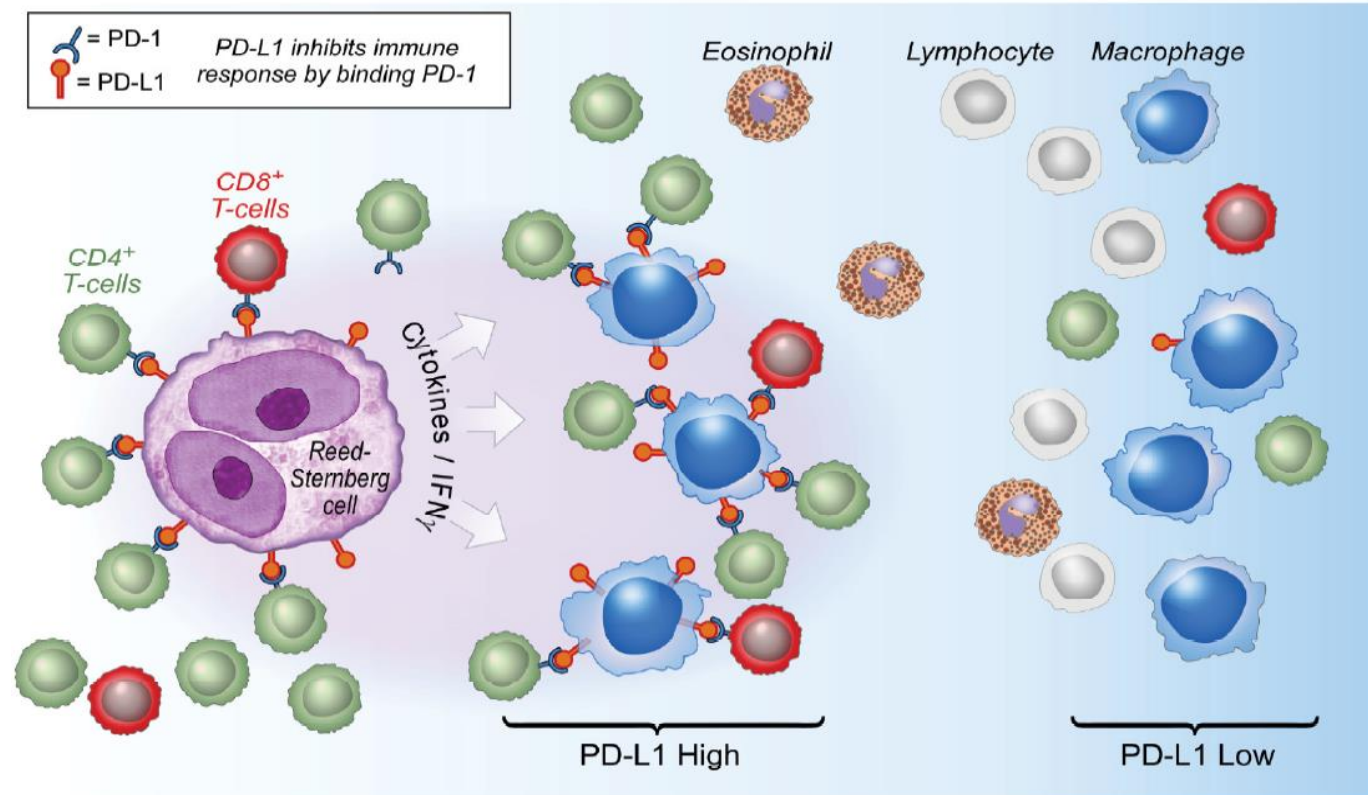 = PD-1
= PD-L1
PD-L1 inhibits immune
response by binding PD-1
Eosinophil
Lymphocyte
Macrophage
CD8⁺
T-cells
CD4⁺
T-cells
Cytokines / IFNγ
Reed-
Sternberg
cell
PD-L1 High
PD-L1 Low